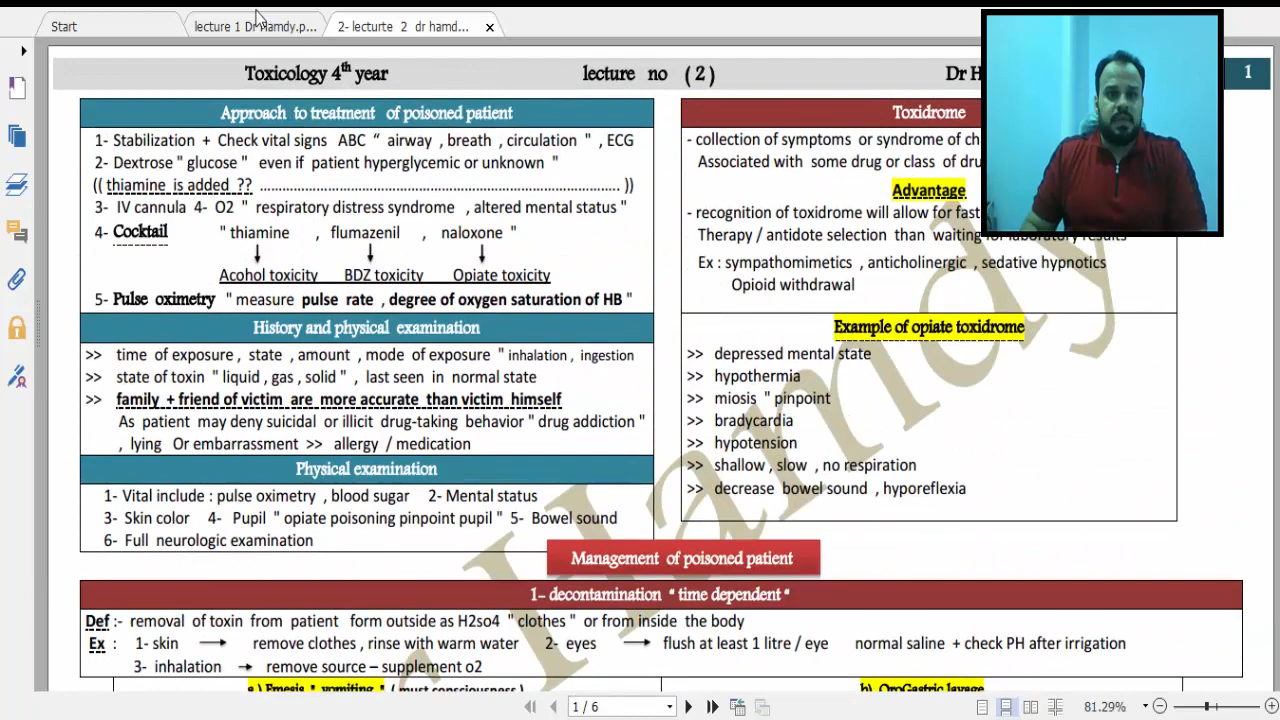 Start
lecture 1 Dr Hamdy.p...
2- lecturte 2 dr hamd...
Toxicology 4th year lecture no ( 2 ) Dr H
1
Approach to treatment of poisoned patient
1- Stabilization + Check vital signs ABC " airway , breath , circulation " , ECG
2- Dextrose " glucose " even if patient hyperglycemic or unknown "
(( thiamine is added ?? ........................................................................................ ))
3- IV cannula 4- O2 " respiratory distress syndrome , altered mental status "
4- Cocktail " thiamine , flumazenil , naloxone "
Acohol toxicity BDZ toxicity Opiate toxicity
5- Pulse oximetry " measure pulse rate , degree of oxygen saturation of HB "
History and physical examination
>> time of exposure , state , amount , mode of exposure " inhalation , ingestion
>> state of toxin " liquid , gas , solid " , last seen in normal state
>> family + friend of victim are more accurate than victim himself
As patient may deny suicidal or illicit drug-taking behavior " drug addiction "
, lying Or embarrassment >> allergy / medication
Physical examination
1- Vital include : pulse oximetry , blood sugar 2- Mental status
3- Skin color 4- Pupil " opiate poisoning pinpoint pupil " 5- Bowel sound
6- Full neurologic examination
Toxidrome
- collection of symptoms or syndrome of ch
Associated with some drug or class of dru
Advantage
- recognition of toxidrome will allow for fast
Therapy / antidote selection than waiting for laboratory results
Ex : sympathomimetics , anticholinergic , sedative hypnotics
Opioid withdrawal
Example of opiate toxidrome
>> depressed mental state
>> hypothermia
>> miosis " pinpoint
>> bradycardia
>> hypotension
>> shallow , slow , no respiration
>> decrease bowel sound , hyporeflexia
Management of poisoned patient
1- decontamination " time dependent "
Def :- removal of toxin from patient form outside as H2so4 " clothes " or from inside the body
Ex : 1- skin → remove clothes , rinse with warm water 2- eyes → flush at least 1 litre / eye normal saline + check PH after irrigation
3- inhalation → remove source – supplement o2
a ) Emesis " vomiting " ( must consciousness ) b) OroGastric lavage
Hamdy
1 / 6
81.29%